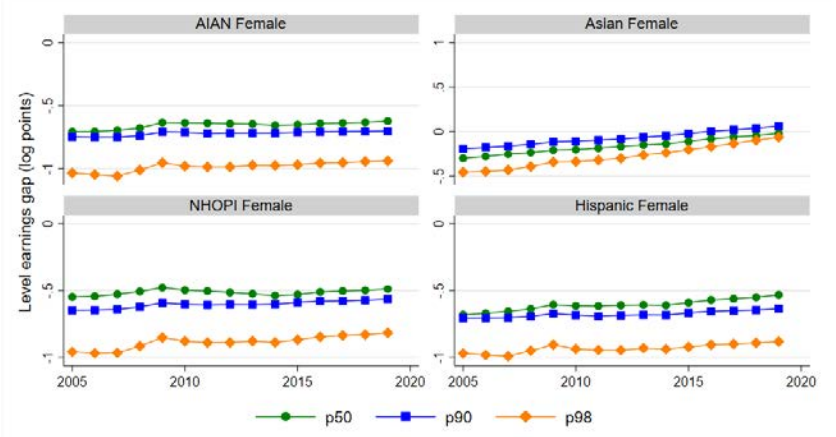 AIAN Female
Asian Female
Level earnings gap (log points)
0
-.5
-1
1
0
-.5
NHOPI Female
Hispanic Female
0
-.5
-1
0
-.5
-1
2005 2010 2015 2020
2005 2010 2015 2020
p50 p90 p98